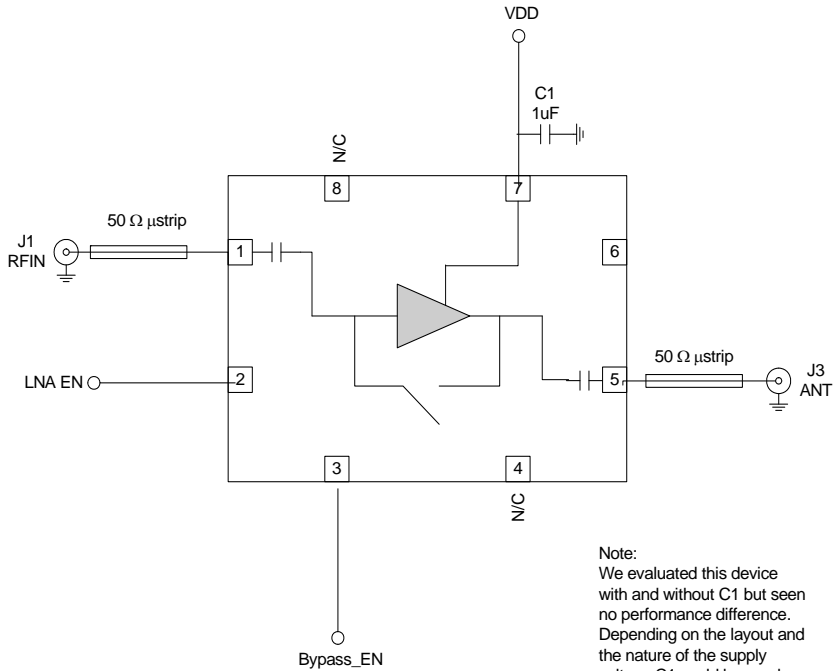 VDD
C1
1uF
N/C
8
7
50 Ω µstrip
J1
RFIN
1
6
50 Ω µstrip
J3
ANT
LNA EN
2
5
3
4
N/C
Bypass_EN
Note:
We evaluated this device
with and without C1 but seen
no performance difference.
Depending on the layout and
the nature of the supply